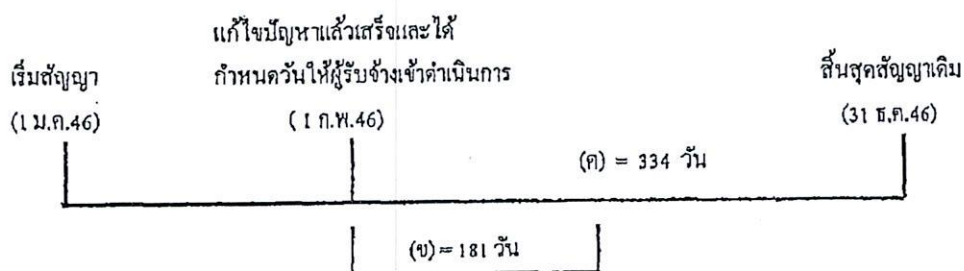 แก้ไขปัญหาแล้วเสร็จและได้
เริ่มสัญญา กำหนดวันให้ผู้รับจ้างเข้าดำเนินการ สิ้นสุดสัญญาเดิม
(1 ม.ค.46) (1 ก.พ.46) (31 ธ.ค.46)
(ค) = 334 วัน
(ข) = 181 วัน